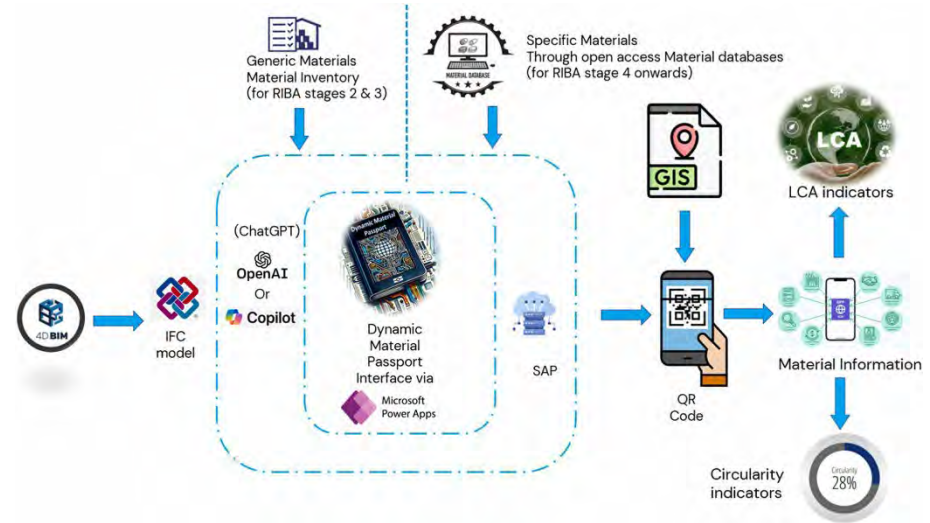 Generic Materials
Material Inventory
(for RIBA stages 2 & 3)
MATERIAL DATABASE
Specific Materials
Through open access Material databases
(for RIBA stage 4 onwards)
GIS
LCA
LCA indicators
4D BIM
IFC
model
(ChatGPT)
OpenAI
Or
Copilot
Dynamic Material
Passport
Dynamic
Material
Passport
Interface via
Microsoft
Power Apps
SAP
QR
Code
Material Information
Circularity
indicators
Circularity
28%